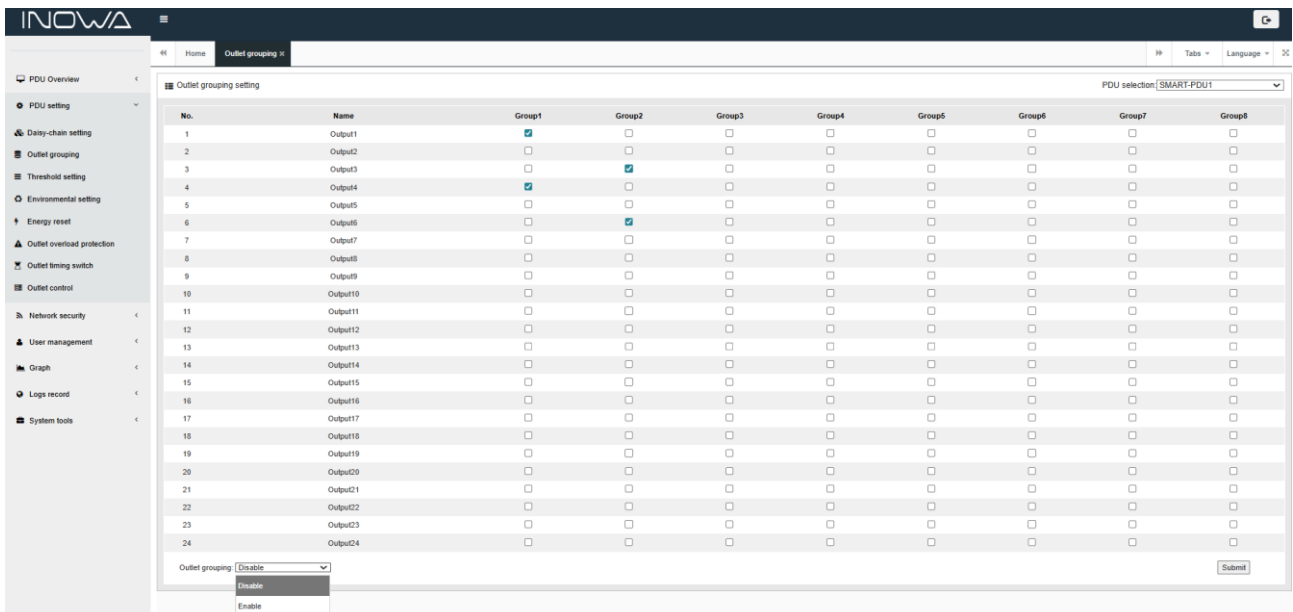 INOWA
Home Outlet grouping Tabs Language
PDU Overview
PDU setting
Daisy-chain setting
Outlet grouping
Threshold setting
Environmental setting
Energy reset
Outlet overload protection
Outlet timing switch
Outlet control
Network security
User management
Graph
Logs record
System tools
Outlet grouping setting PDU selection: SMART-PDU1
No. Name Group1 Group2 Group3 Group4 Group5 Group6 Group7 Group8
1 Output1
2 Output2
3 Output3
4 Output4
5 Output5
6 Output6
7 Output7
8 Output8
9 Output9
10 Output10
11 Output11
12 Output12
13 Output13
14 Output14
15 Output15
16 Output16
17 Output17
18 Output18
19 Output19
20 Output20
21 Output21
22 Output22
23 Output23
24 Output24
Outlet grouping: Disable Submit
Disable
Enable